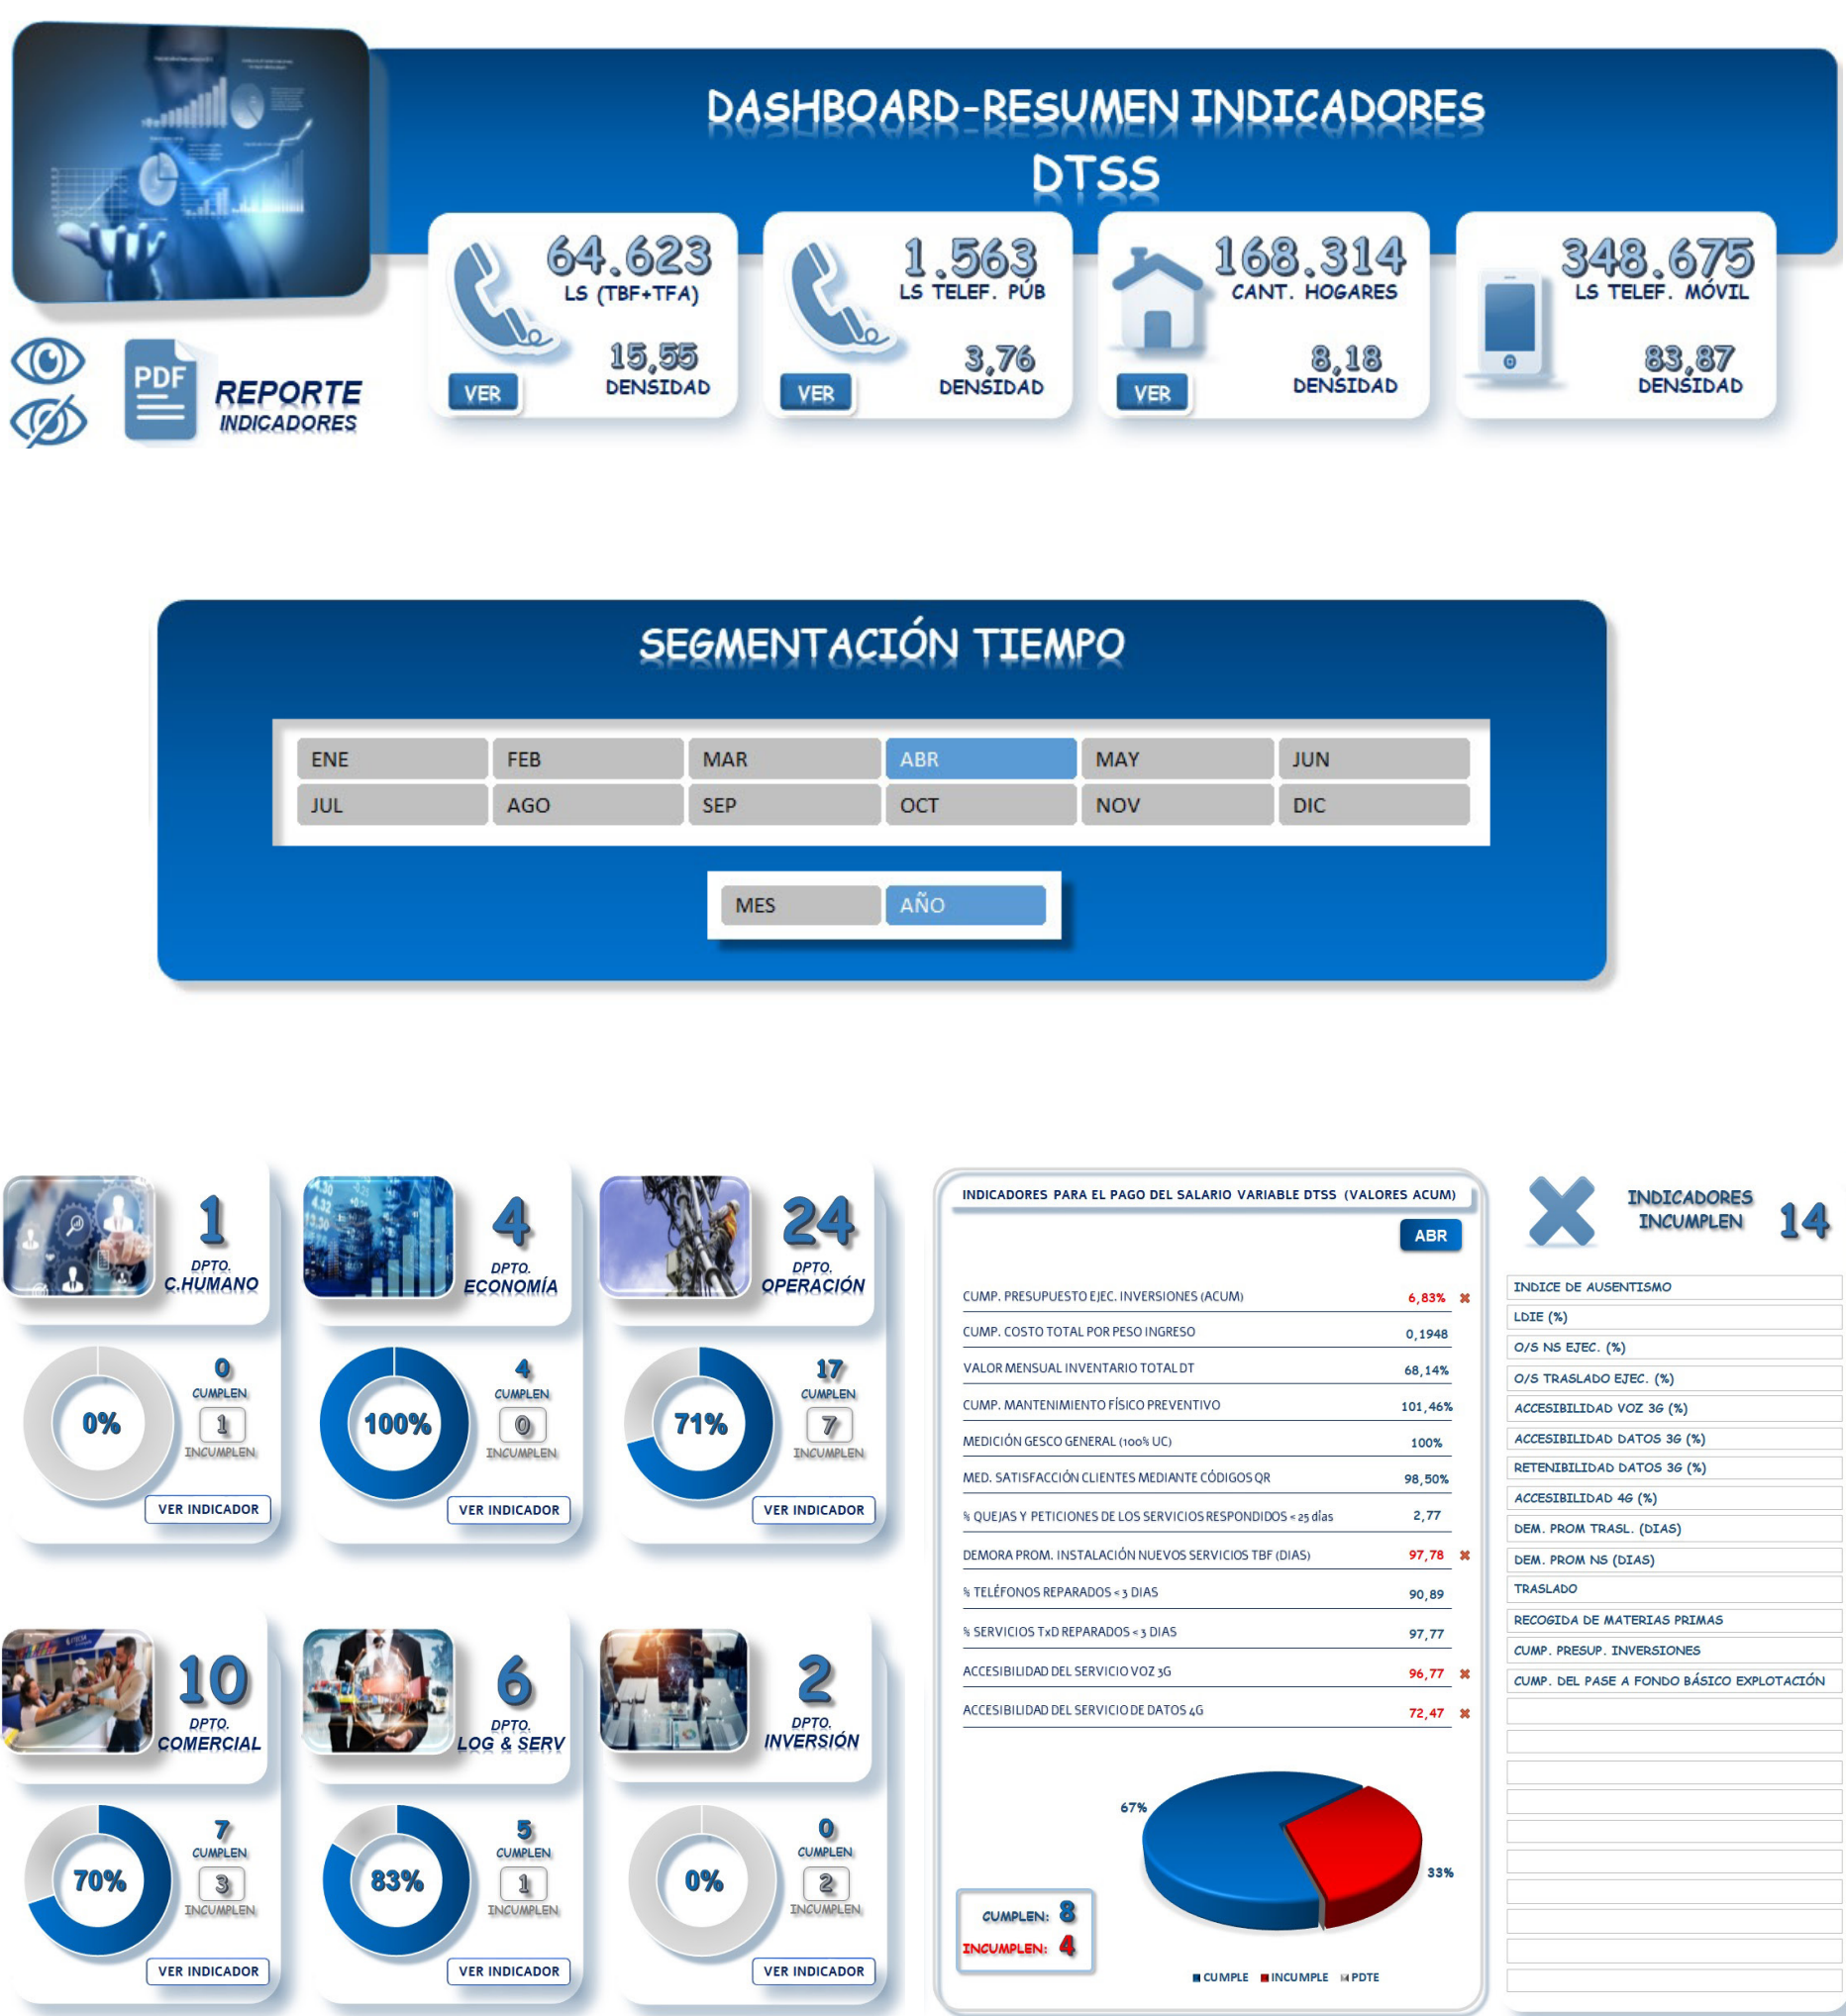 DASHBOARD-RESUMEN INDICADORES
DTSS
64.623
LS (TBF+TFA)
15,55
DENSIDAD
VER
1.563
LS TELEF. PÚB
3,76
DENSIDAD
VER
168.314
CANT. HOGARES
8,18
DENSIDAD
VER
348.675
LS TELEF. MÓVIL
83,87
DENSIDAD
PDF
REPORTE
INDICADORES
SEGMENTACIÓN TIEMPO
ENE FEB MAR ABR MAY JUN
JUL AGO SEP OCT NOV DIC
MES AÑO
1
DPTO.
C.HUMANO
0%
0
CUMPLEN
1
INCUMPLEN
VER INDICADOR
4
DPTO.
ECONOMÍA
100%
4
CUMPLEN
0
INCUMPLEN
VER INDICADOR
24
DPTO.
OPERACIÓN
71%
17
CUMPLEN
7
INCUMPLEN
VER INDICADOR
10
DPTO.
COMERCIAL
70%
7
CUMPLEN
3
INCUMPLEN
VER INDICADOR
6
DPTO.
LOG & SERV
83%
5
CUMPLEN
1
INCUMPLEN
VER INDICADOR
2
DPTO.
INVERSIÓN
0%
0
CUMPLEN
2
INCUMPLEN
VER INDICADOR
INDICADORES PARA EL PAGO DEL SALARIO VARIABLE DTSS (VALORES ACUM)
ABR
CUMP. PRESUPUESTO EJEC. INVERSIONES (ACUM) 6,83%
CUMP. COSTO TOTAL POR PESO INGRESO 0,1948
VALOR MENSUAL INVENTARIO TOTAL DT 68,14%
CUMP. MANTENIMIENTO FÍSICO PREVENTIVO 101,46%
MEDICIÓN GESCO GENERAL (100% UC) 100%
MED. SATISFACCIÓN CLIENTES MEDIANTE CÓDIGOS QR 98,50%
% QUEJAS Y PETICIONES DE LOS SERVICIOS RESPONDIDOS < 25 días 2,77
DEMORA PROM. INSTALACIÓN NUEVOS SERVICIOS TBF (DIAS) 97,78
% TELÉFONOS REPARADOS < 3 DIAS 90,89
% SERVICIOS TxD REPARADOS < 3 DIAS 97,77
ACCESIBILIDAD DEL SERVICIO VOZ 3G 96,77
ACCESIBILIDAD DEL SERVICIO DE DATOS 4G 72,47
67%
33%
CUMPLEN: 8
INCUMPLEN: 4
CUMPLE INCUMPLE PDTE
INDICADORES
INCUMPLEN
14
INDICE DE AUSENTISMO
LDIE (%)
O/S NS EJEC. (%)
O/S TRASLADO EJEC. (%)
ACCESIBILIDAD VOZ 3G (%)
ACCESIBILIDAD DATOS 3G (%)
RETENIBILIDAD DATOS 3G (%)
ACCESIBILIDAD 4G (%)
DEM. PROM TRASL. (DIAS)
DEM. PROM NS (DIAS)
TRASLADO
RECOGIDA DE MATERIAS PRIMAS
CUMP. PRESUP. INVERSIONES
CUMP. DEL PASE A FONDO BÁSICO EXPLOTACIÓN